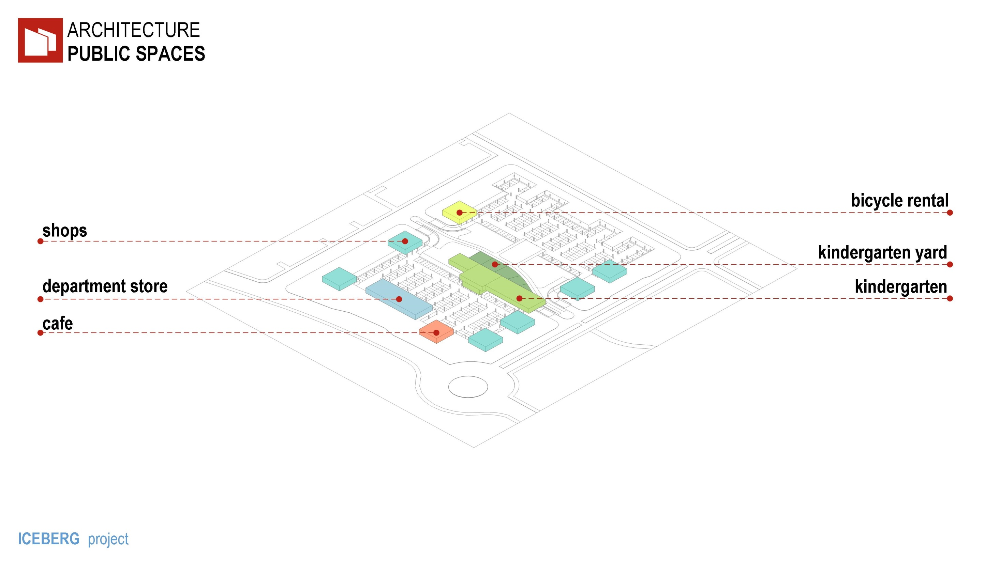 ARCHITECTURE
PUBLIC SPACES
bicycle rental
shops
kindergarten yard
department store
kindergarten
cafe
ICEBERG project